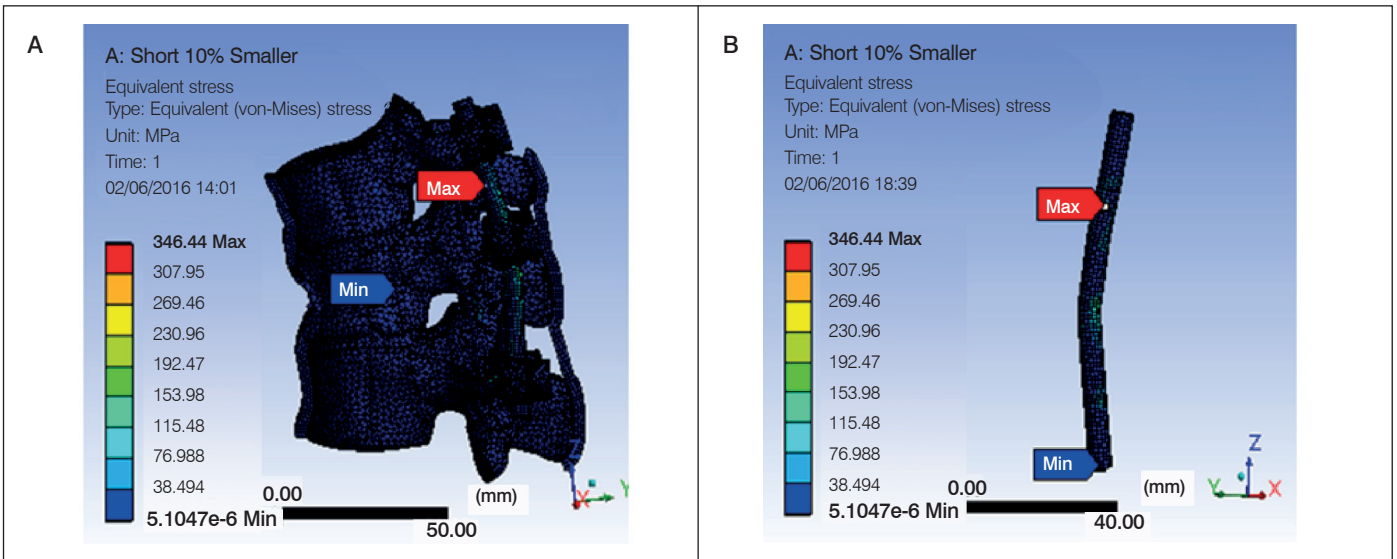 A
A: Short 10% Smaller
Equivalent stress
Type: Equivalent (von-Mises) stress
Unit: MPa
Time: 1
02/06/2016 14:01
Max
Min
346.44 Max
307.95
269.46
230.96
192.47
153.98
115.48
76.988
38.494
5.1047e-6 Min
0.00
(mm)
50.00
Z
X
Y
B
A: Short 10% Smaller
Equivalent stress
Type: Equivalent (von-Mises) stress
Unit: MPa
Time: 1
02/06/2016 18:39
Max
Min
346.44 Max
307.95
269.46
230.96
192.47
153.98
115.48
76.988
38.494
5.1047e-6 Min
0.00
(mm)
40.00
Z
Y
X